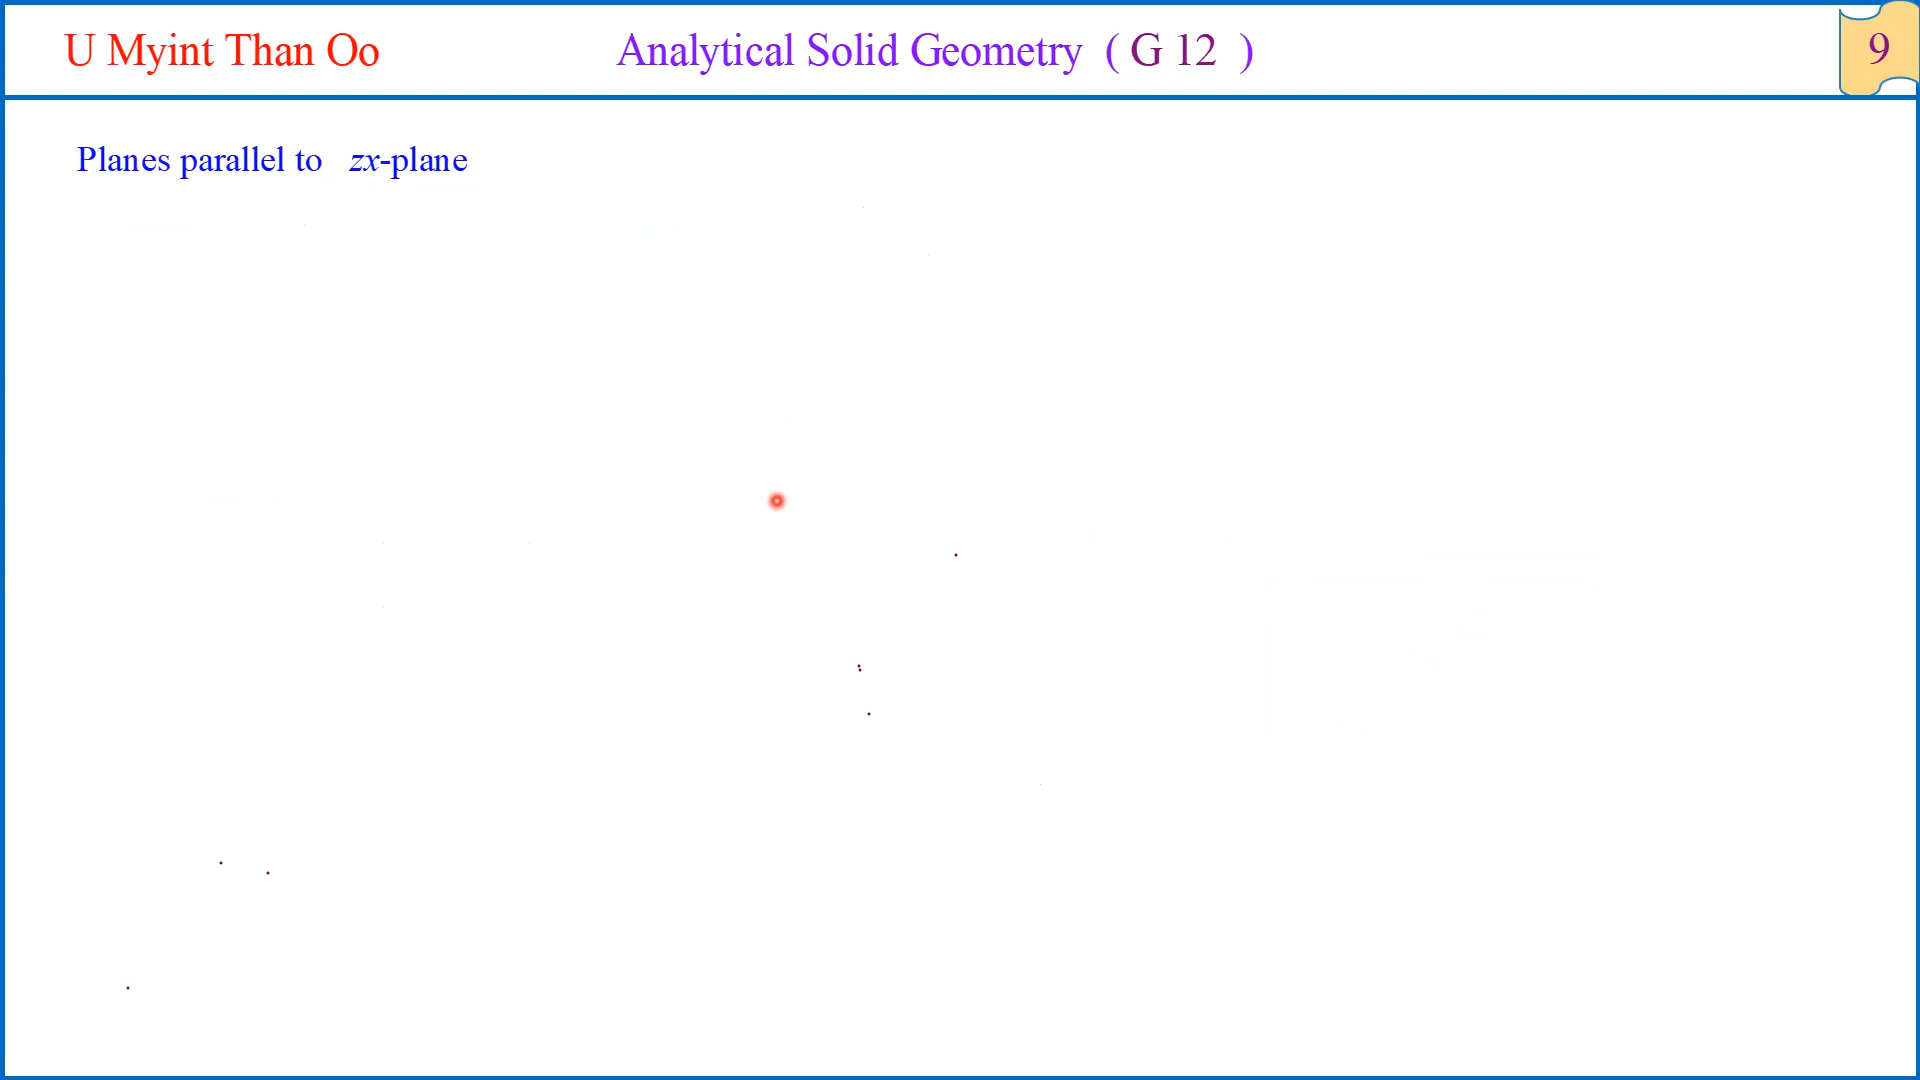 U Myint Than Oo
Analytical Solid Geometry ( G 12 )
9
Planes parallel to zx-plane